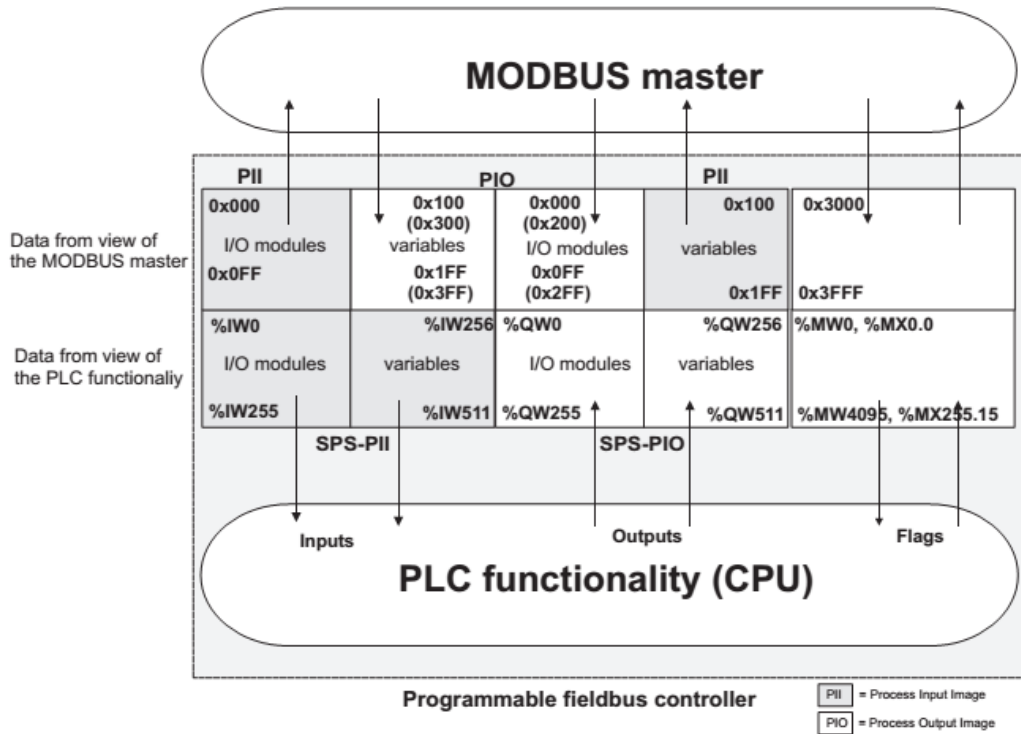 MODBUS master
PII PIO PII
0x000 0x100 0x000 0x100 0x3000
(0x300) (0x200)
I/O modules variables I/O modules variables
0x0FF 0x1FF 0x0FF
(0x3FF) (0x2FF) 0x1FF 0x3FFF
Data from view of
the MODBUS master
%IW0 %IW256 %QW0 %QW256 %MW0, %MX0.0
I/O modules variables I/O modules variables
%IW255 %IW511 %QW255 %QW511 %MW4095, %MX255.15
Data from view of
the PLC functionaliy
SPS-PII SPS-PIO
Inputs Outputs Flags
PLC functionality (CPU)
Programmable fieldbus controller
PII = Process Input Image
PIO = Process Output Image